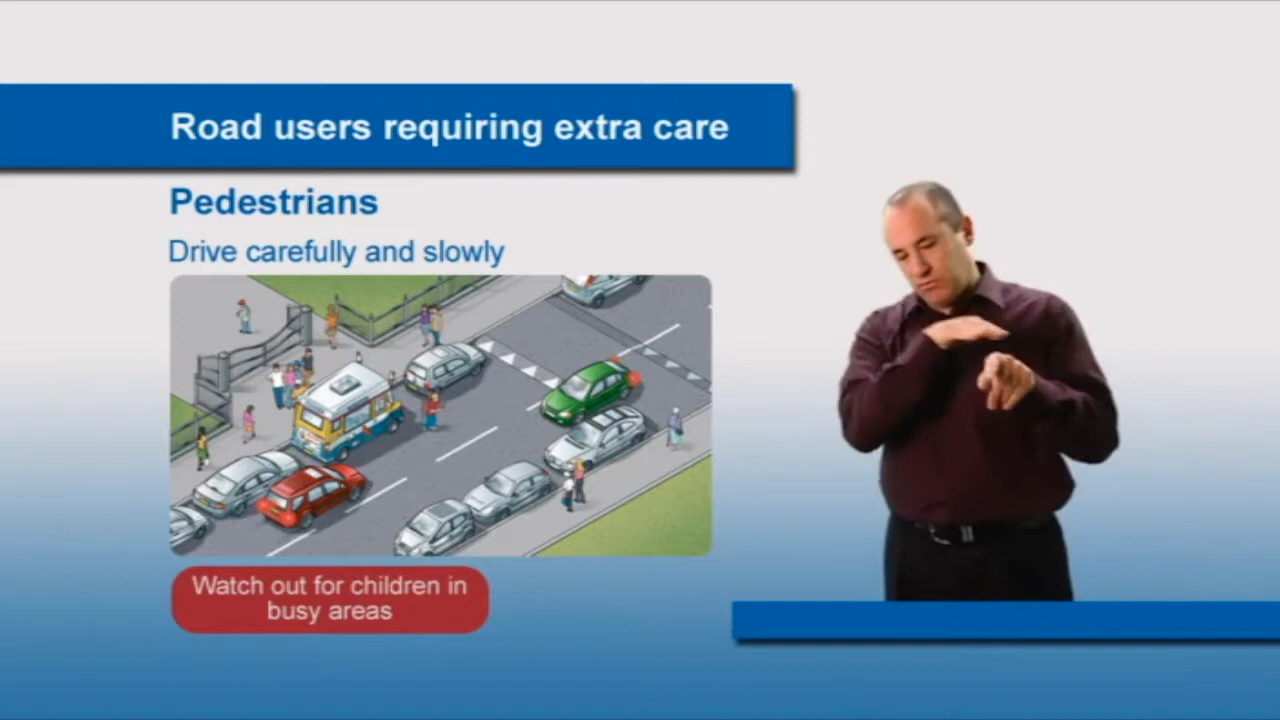 Road users requiring extra care
Pedestrians
Drive carefully and slowly
Watch out for children in
busy areas